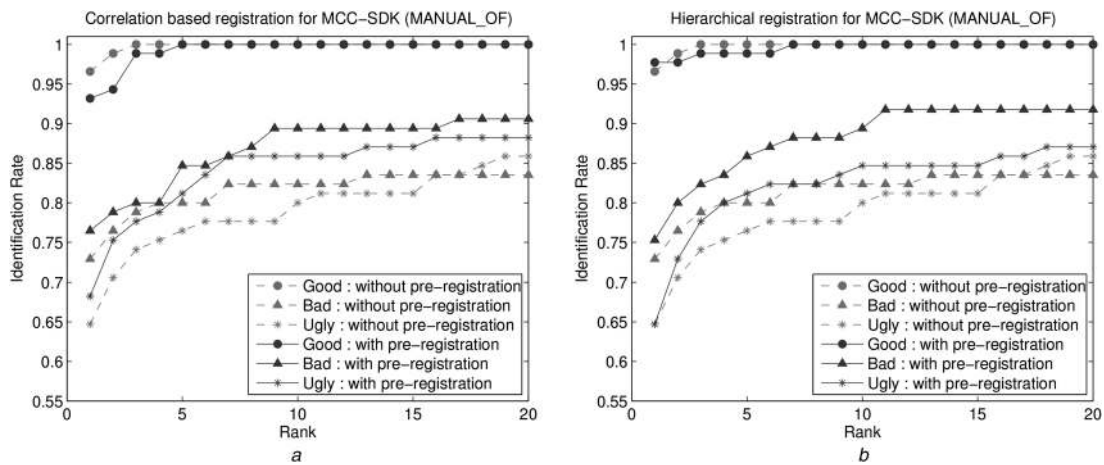 Correlation based registration for MCC−SDK (MANUAL_OF)
1
0.95
0.9
0.85
0.8
0.75
0.7
0.65
0.6
0.55
Identification Rate
Good : without pre−registration
Bad : without pre−registration
Ugly : without pre−registration
Good : with pre−registration
Bad : with pre−registration
Ugly : with pre−registration
0 5 10 15 20
Rank
a
Hierarchical registration for MCC−SDK (MANUAL_OF)
1
0.95
0.9
0.85
0.8
0.75
0.7
0.65
0.6
0.55
Identification Rate
Good : without pre−registration
Bad : without pre−registration
Ugly : without pre−registration
Good : with pre−registration
Bad : with pre−registration
Ugly : with pre−registration
0 5 10 15 20
Rank
b